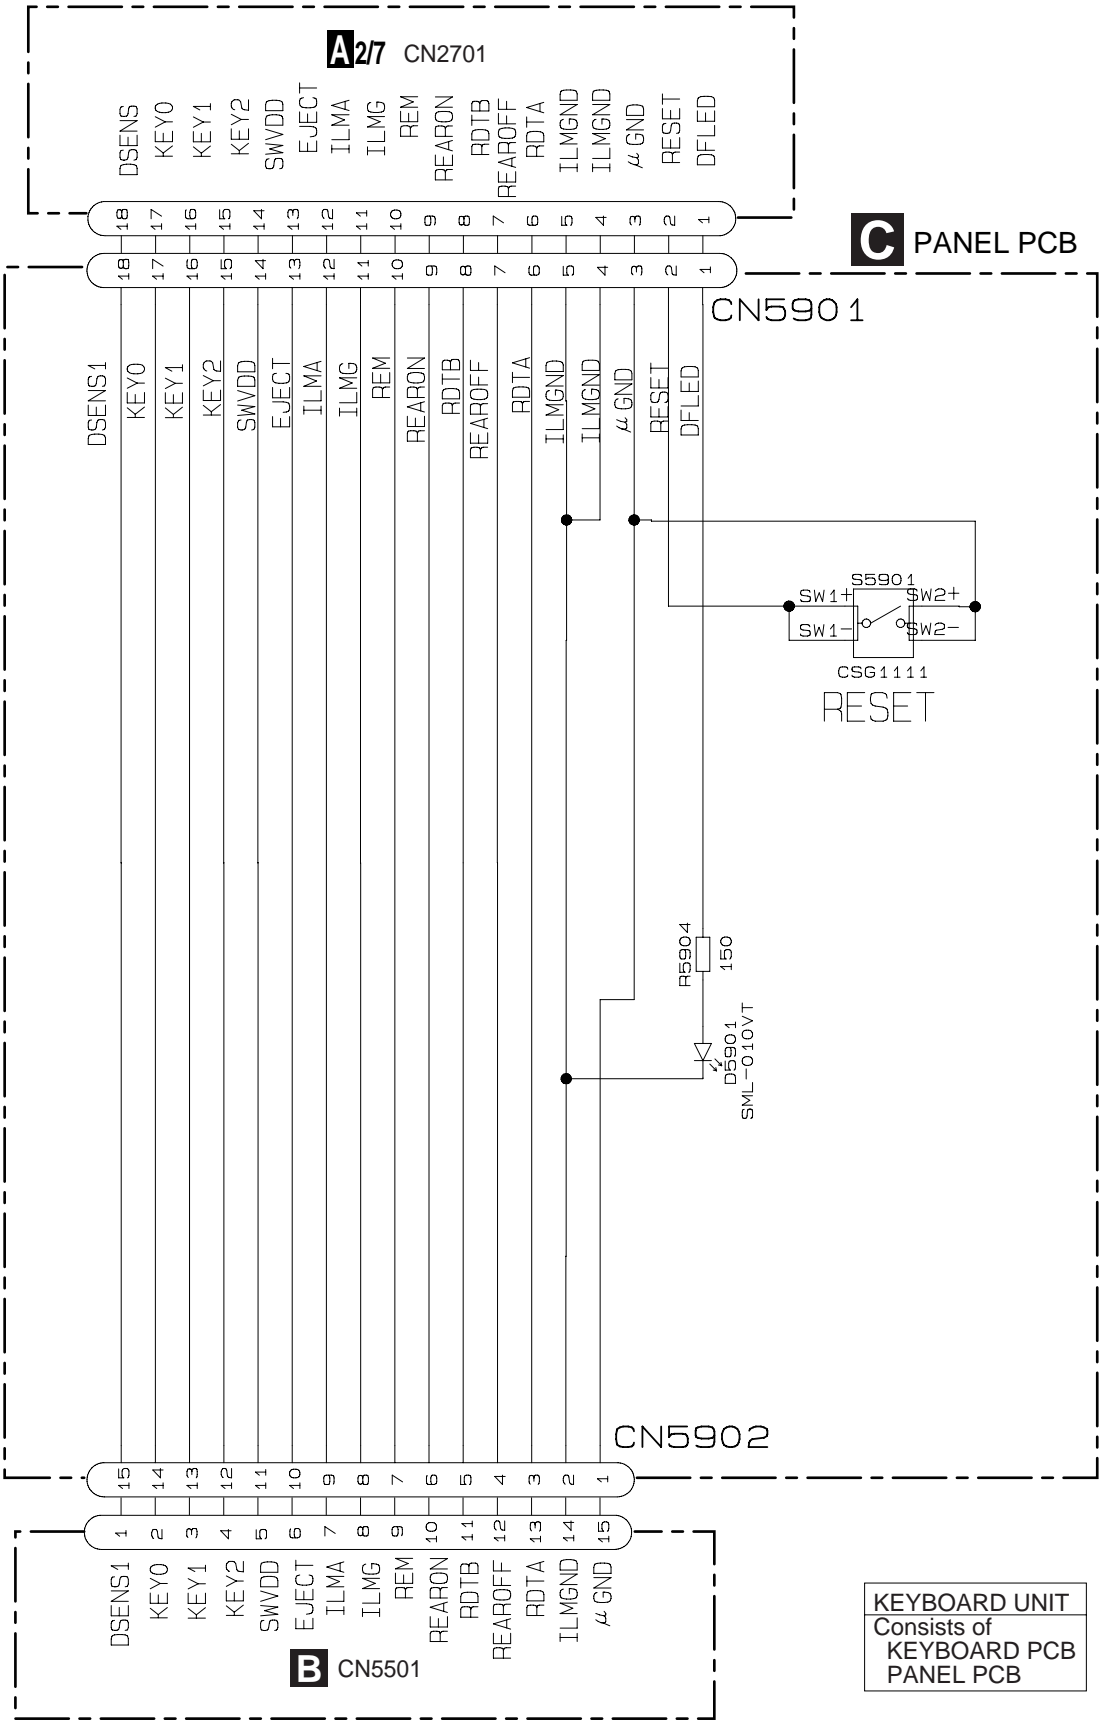 A 2/7 CN2701
DSENS
KEY0
KEY1
KEY2
SWVDD
EJECT
ILMA
ILMG
REM
REARON
RDTB
REAROFF
RDTA
ILMGND
ILMGND
μGND
RESET
DFLED
18 17 16 15 14 13 12 11 10 9 8 7 6 5 4 3 2 1
C PANEL PCB
18 17 16 15 14 13 12 11 10 9 8 7 6 5 4 3 2 1
CN5901
DSENS1
KEY0
KEY1
KEY2
SWVDD
EJECT
ILMA
ILMG
REM
REARON
RDTB
REAROFF
RDTA
ILMGND
ILMGND
μGND
RESET
DFLED
S5901
SW1+ SW2+
SW1- SW2-
CSG1111
RESET
R5904
150
D5901
SML-010VT
CN5902
15 14 13 12 11 10 9 8 7 6 5 4 3 2 1
1 2 3 4 5 6 7 8 9 10 11 12 13 14 15
DSENS1
KEY0
KEY1
KEY2
SWVDD
EJECT
ILMA
ILMG
REM
REARON
RDTB
REAROFF
RDTA
ILMGND
μGND
B CN5501
KEYBOARD UNIT
Consists of
KEYBOARD PCB
PANEL PCB